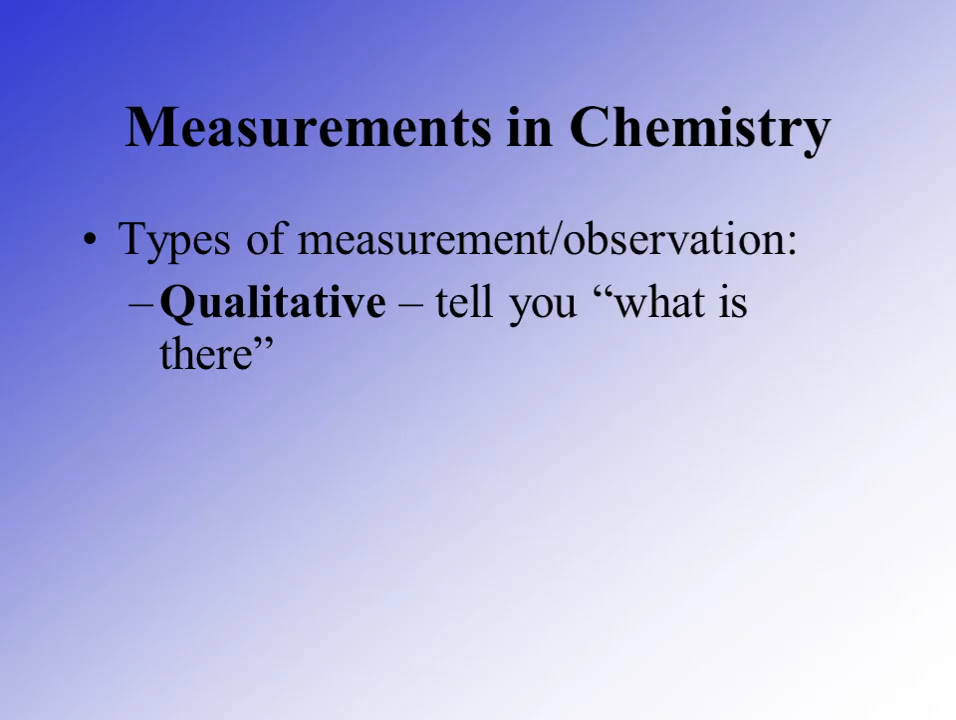 Measurements in Chemistry
• Types of measurement/observation:
–Qualitative – tell you “what is
there”